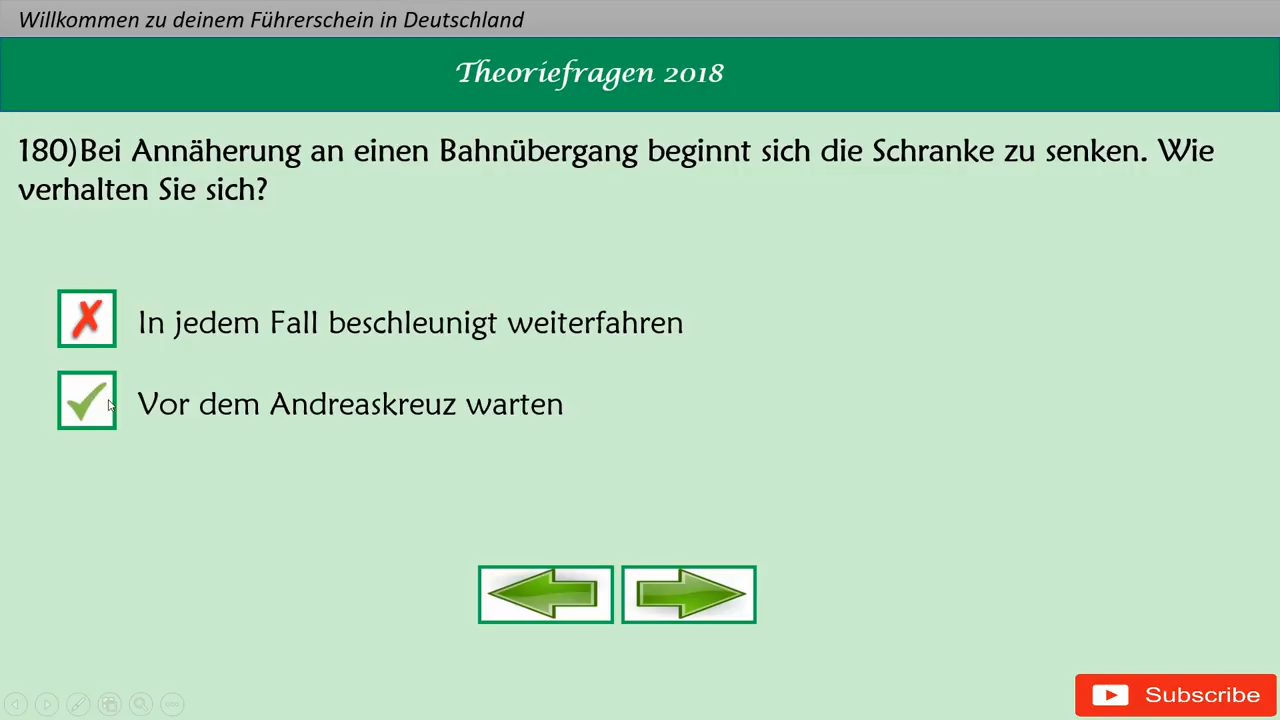 Willkommen zu deinem Führerschein in Deutschland
Theoriefragen 2018
180)Bei Annäherung an einen Bahnübergang beginnt sich die Schranke zu senken. Wie
verhalten Sie sich?
In jedem Fall beschleunigt weiterfahren
Vor dem Andreaskreuz warten
Subscribe